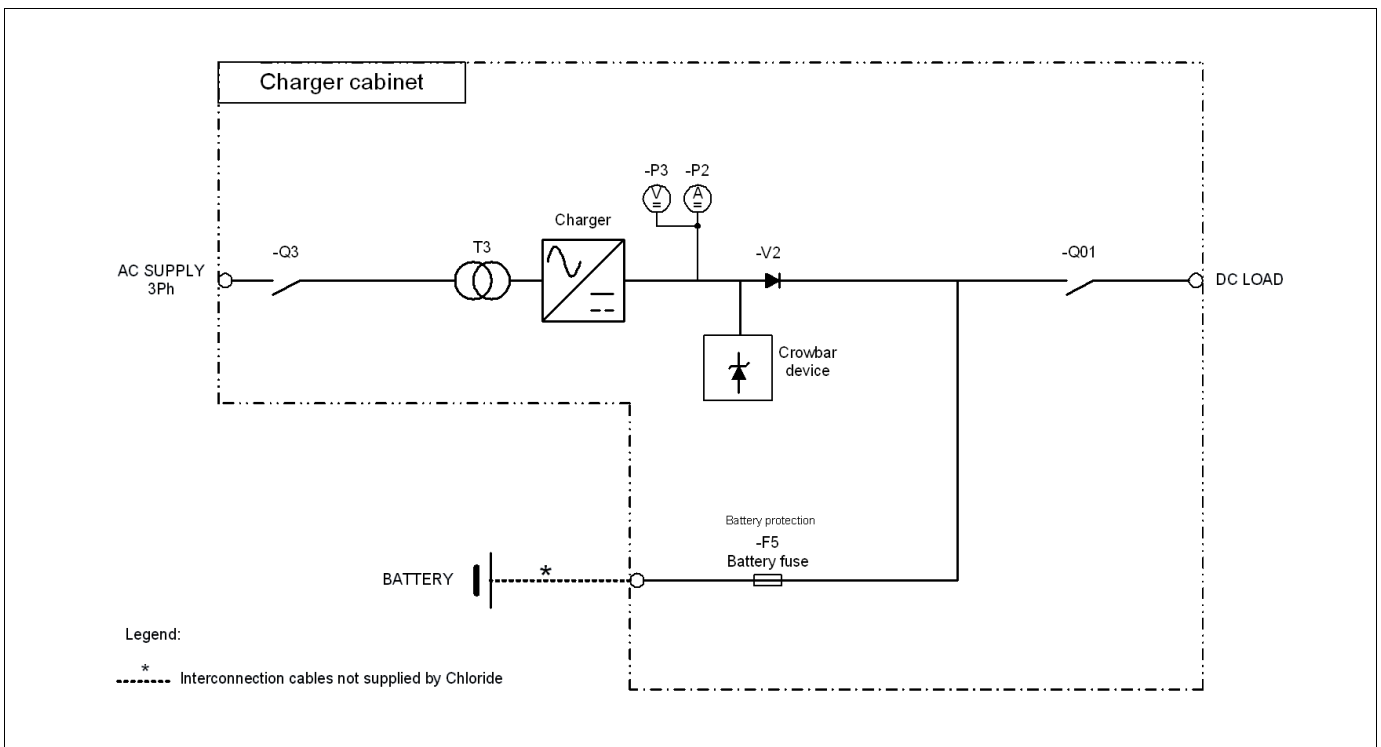 Charger cabinet
-P3
-P2
V
A
Charger
-Q3
T3
-V2
-Q01
AC SUPPLY
3Ph
DC LOAD
Crowbar
device
Battery protection
-F5
Battery fuse
BATTERY
*
Legend:
*
Interconnection cables not supplied by Chloride